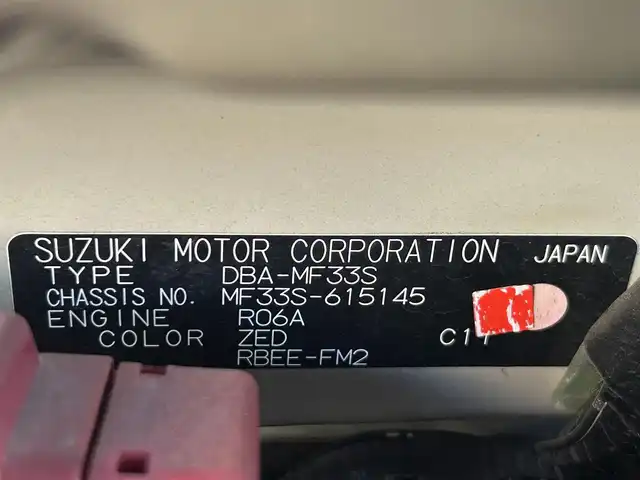 SUZUKI MOTOR CORPORATION JAPAN
TYPE DBA-MF33S
CHASSIS NO. MF33S-615145
ENGINE R06A
COLOR ZED
RBEE-FM2